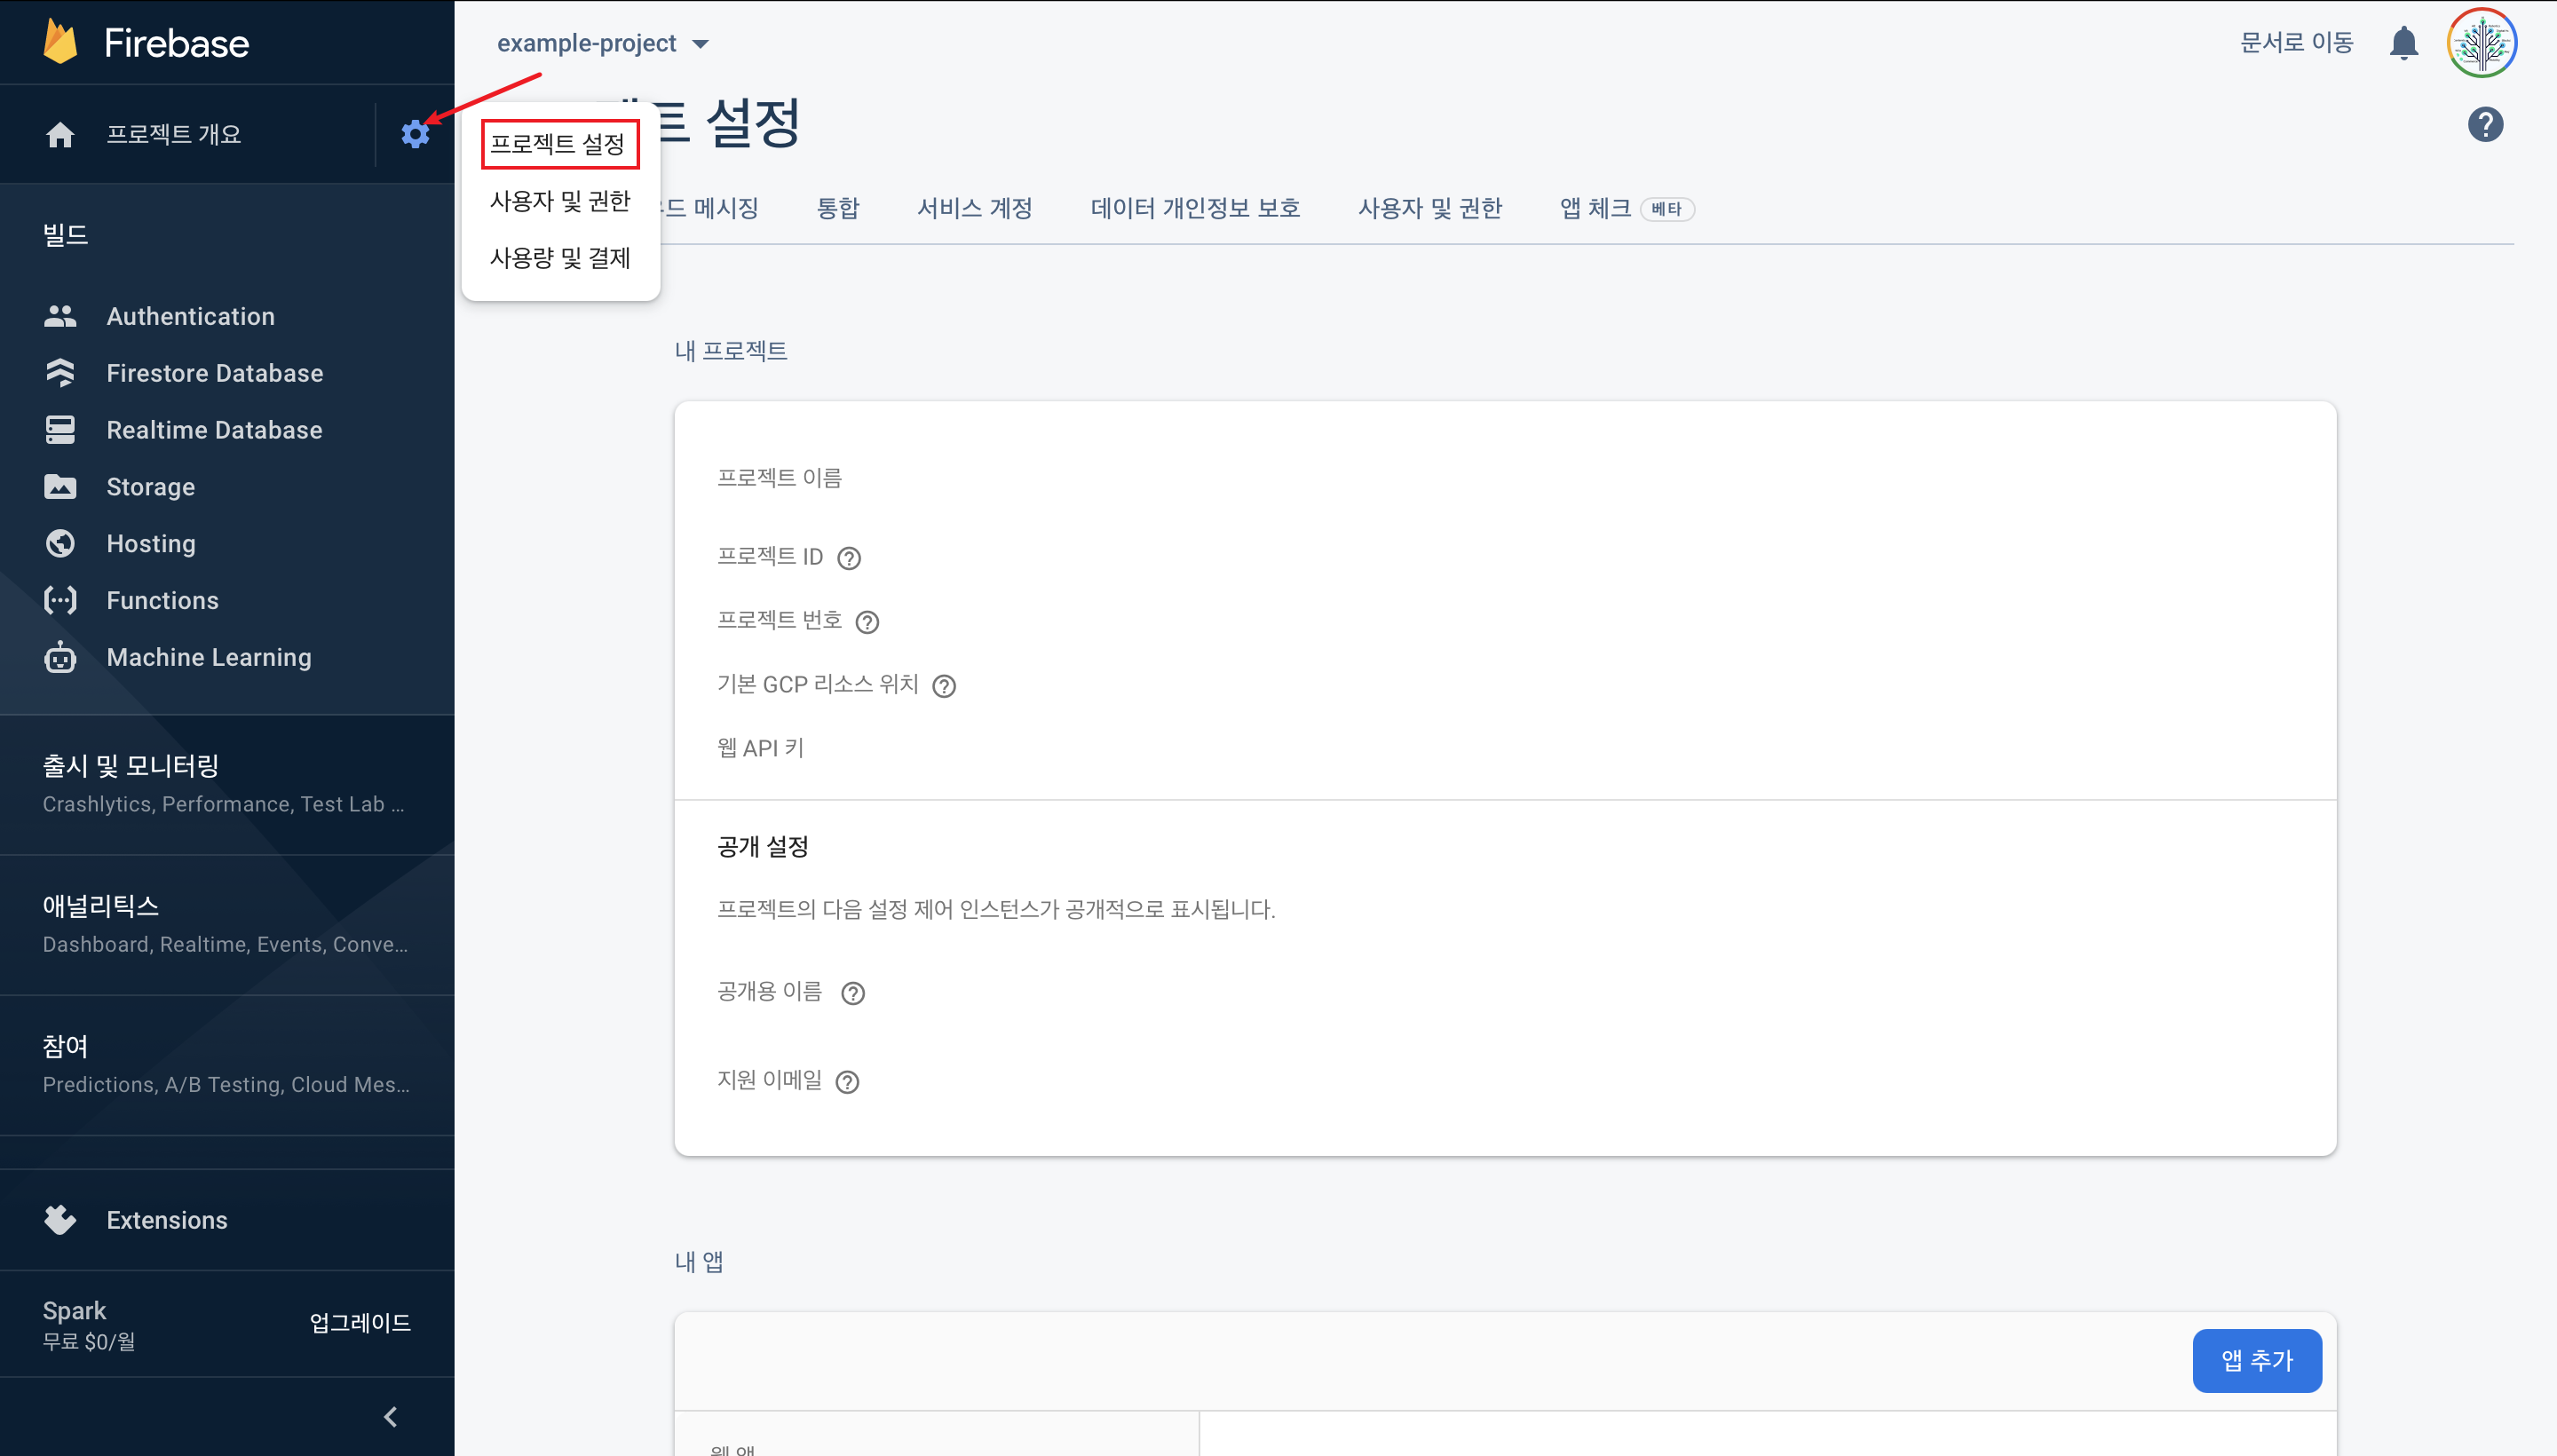 Firebase
프로젝트 개요
빌드
Authentication
Firestore Database
Realtime Database
Storage
Hosting
Functions
Machine Learning
출시 및 모니터링
Crashlytics, Performance, Test Lab ...
애널리틱스
Dashboard, Realtime, Events, Conve...
참여
Predictions, A/B Testing, Cloud Mes...
Extensions
Spark
무료 $0/월
업그레이드
example-project
문서로 이동
프로젝트 설정
사용자 및 권한
사용량 및 결제
트 설정
드 메시징 통합 서비스 계정 데이터 개인정보 보호 사용자 및 권한 앱 체크 베타
내 프로젝트
프로젝트 이름
프로젝트 ID
프로젝트 번호
기본 GCP 리소스 위치
웹 API 키
공개 설정
프로젝트의 다음 설정 제어 인스턴스가 공개적으로 표시됩니다.
공개용 이름
지원 이메일
내 앱
앱 추가